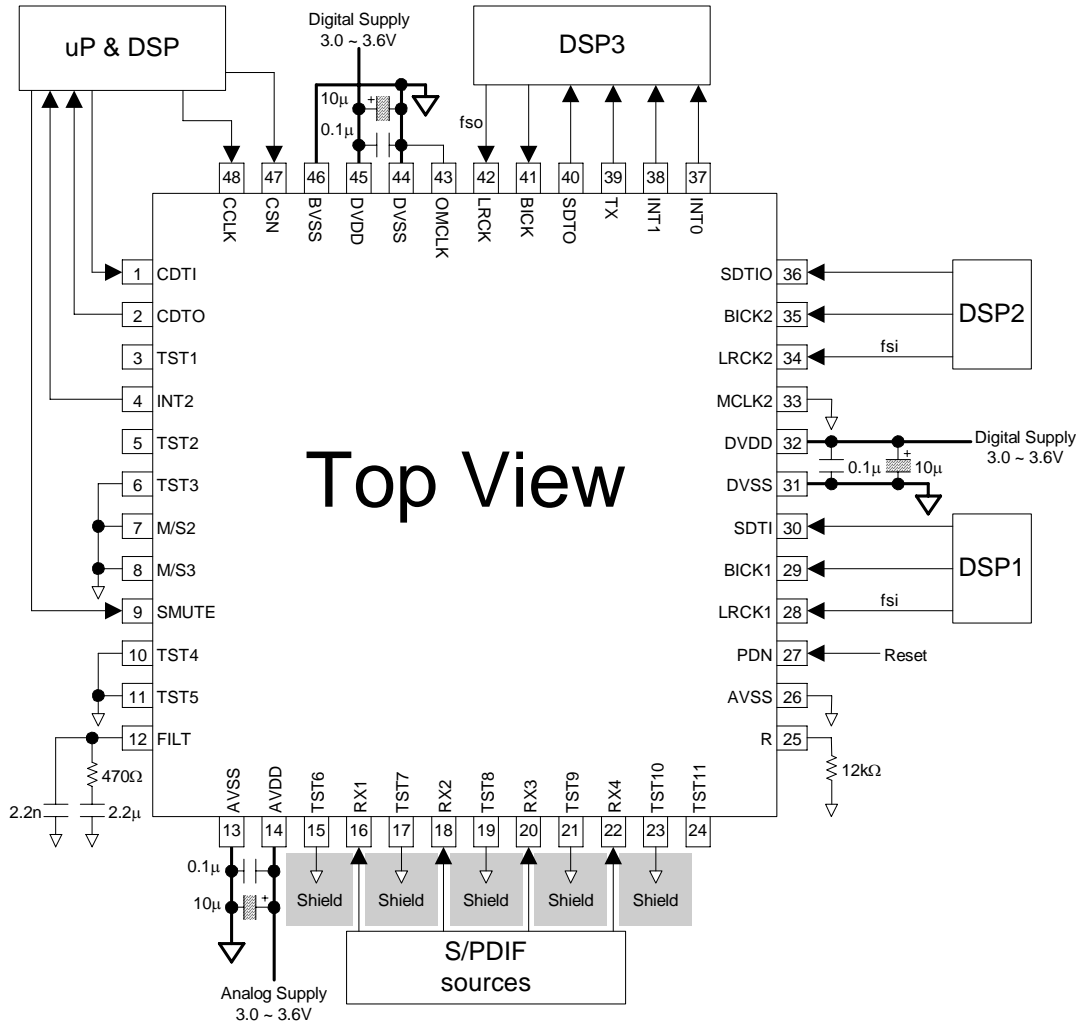 uP & DSP
Digital Supply
3.0 ~ 3.6V
DSP3
10μ
+
0.1μ
fso
48 47 46 45 44 43 42 41 40 39 38 37
CCLK CSN BVSS DVDD DVSS OMCLK LRCK BICK SDTO TX INT1 INT0
1 CDTI
2 CDTO
3 TST1
4 INT2
5 TST2
6 TST3
7 M/S2
8 M/S3
9 SMUTE
10 TST4
11 TST5
12 FILT
470Ω
2.2n
2.2μ
Top View
SDTIO 36
BICK2 35
LRCK2 34
fsi
DSP2
MCLK2 33
DVDD 32
Digital Supply
3.0 ~ 3.6V
0.1μ
+
10μ
DVSS 31
SDTI 30
BICK1 29
LRCK1 28
fsi
DSP1
PDN 27
Reset
AVSS 26
R 25
12kΩ
AVSS AVDD TST6 RX1 TST7 RX2 TST8 RX3 TST9 RX4 TST10 TST11
13 14 15 16 17 18 19 20 21 22 23 24
0.1μ
10μ
+
Shield Shield Shield Shield Shield
S/PDIF
sources
Analog Supply
3.0 ~ 3.6V